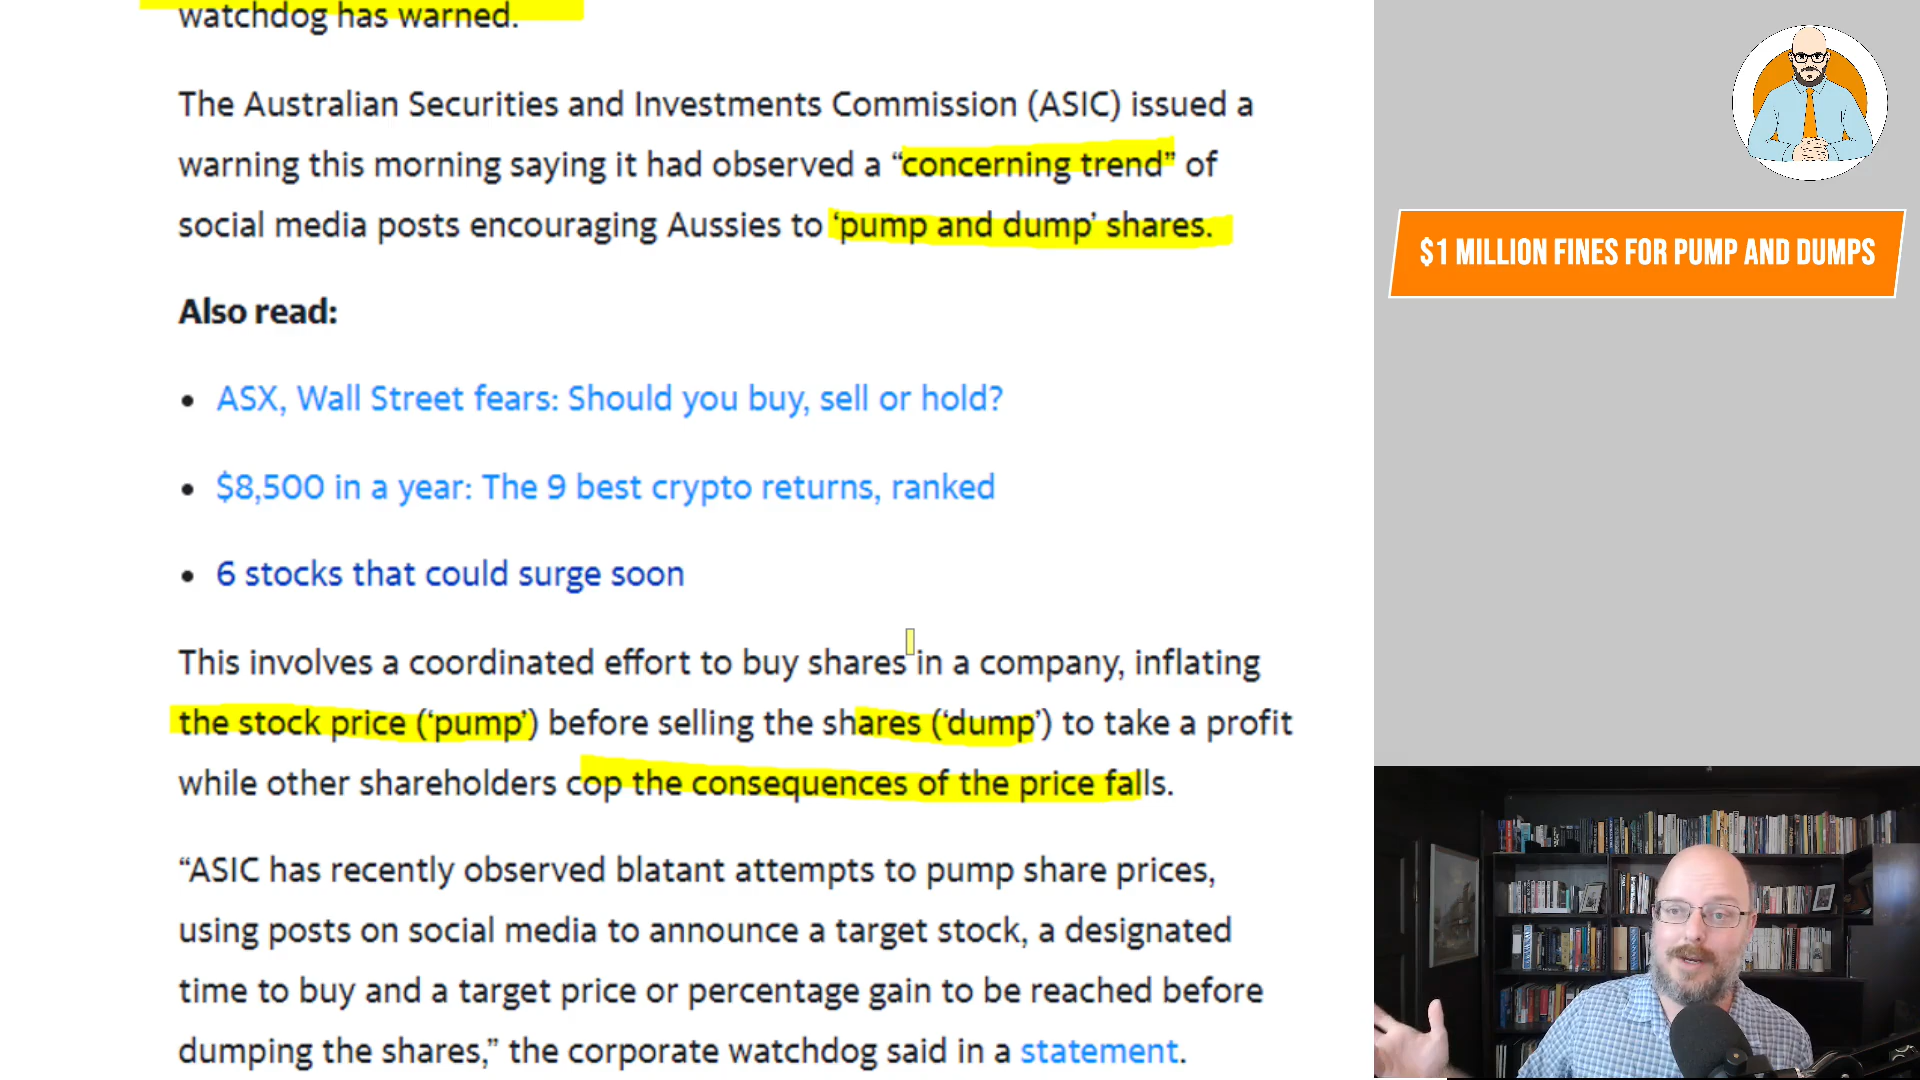 watchdog has warned.
The Australian Securities and Investments Commission (ASIC) issued a
warning this morning saying it had observed a “concerning trend” of
social media posts encouraging Aussies to ‘pump and dump’ shares.
Also read:
• ASX, Wall Street fears: Should you buy, sell or hold?
• $8,500 in a year: The 9 best crypto returns, ranked
• 6 stocks that could surge soon
This involves a coordinated effort to buy shares in a company, inflating
the stock price (‘pump’) before selling the shares (‘dump’) to take a profit
while other shareholders cop the consequences of the price falls.
“ASIC has recently observed blatant attempts to pump share prices,
using posts on social media to announce a target stock, a designated
time to buy and a target price or percentage gain to be reached before
dumping the shares,” the corporate watchdog said in a statement.
$1 MILLION FINES FOR PUMP AND DUMPS